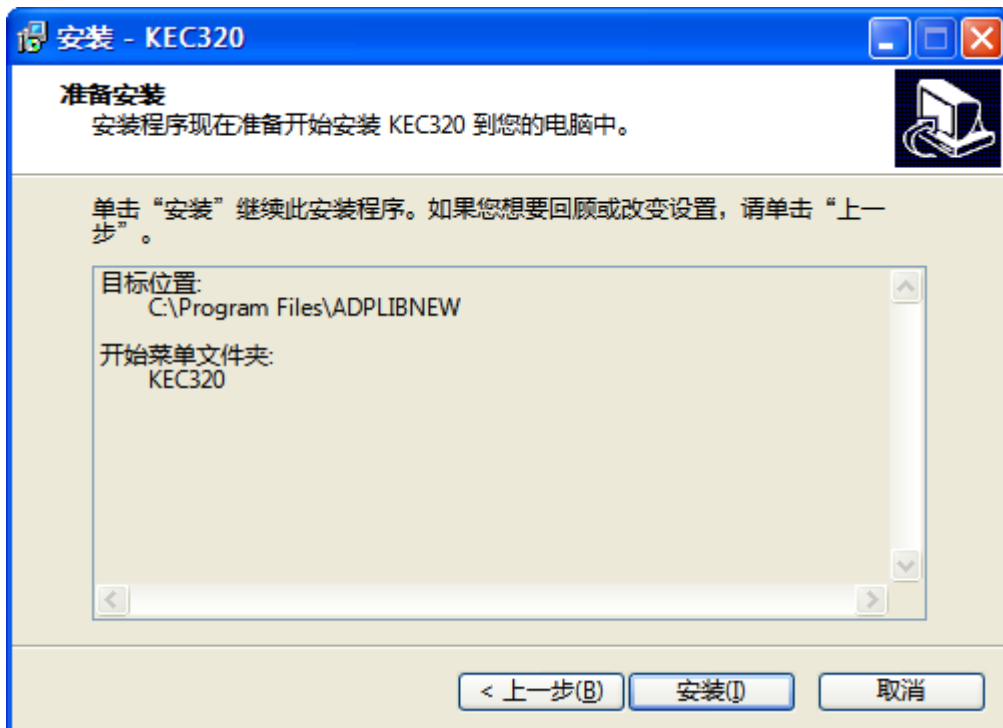 安装 - KEC320
准备安装
安装程序现在准备开始安装 KEC320 到您的电脑中。
单击“安装”继续此安装程序。如果您想要回顾或改变设置，请单击“上一
步”。
目标位置:
C:\Program Files\ADPLIBNEW
开始菜单文件夹:
KEC320
< 上一步(B) 安装(I) 取消